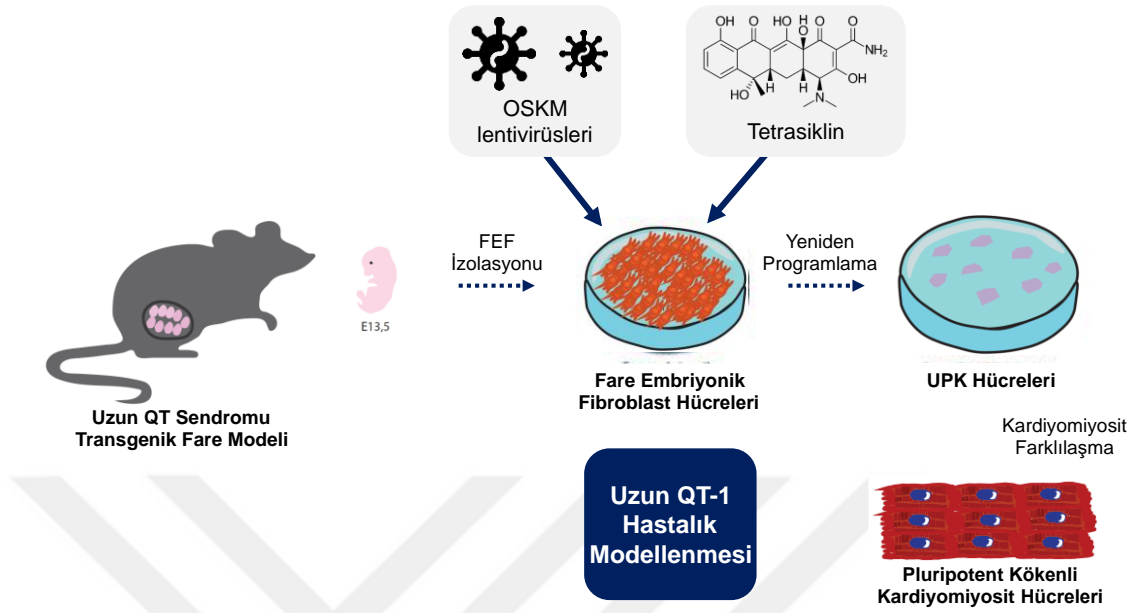 OSKM
lentivirüsleri
OH
O
OH
O
HO
H
O
NH2
HO
H
H
OH
N
Tetrasiklin
FEF
İzolasyonu
Yeniden
Programlama
E13,5
Uzun QT Sendromu
Transgenik Fare Modeli
Fare Embriyonik
Fibroblast Hücreleri
UPK Hücreleri
Kardiyomiyosit
Farklılaşma
Uzun QT-1
Hastalık
Modellenmesi
Pluripotent Kökenli
Kardiyomiyosit Hücreleri